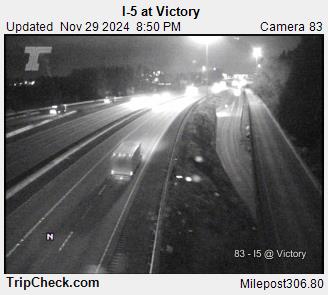 I-5 at Victory
Updated  Nov 29 2024  8:50 PM
Camera 83
T
N
83 - I5 @ Victory
TripCheck.com
Milepost306.80